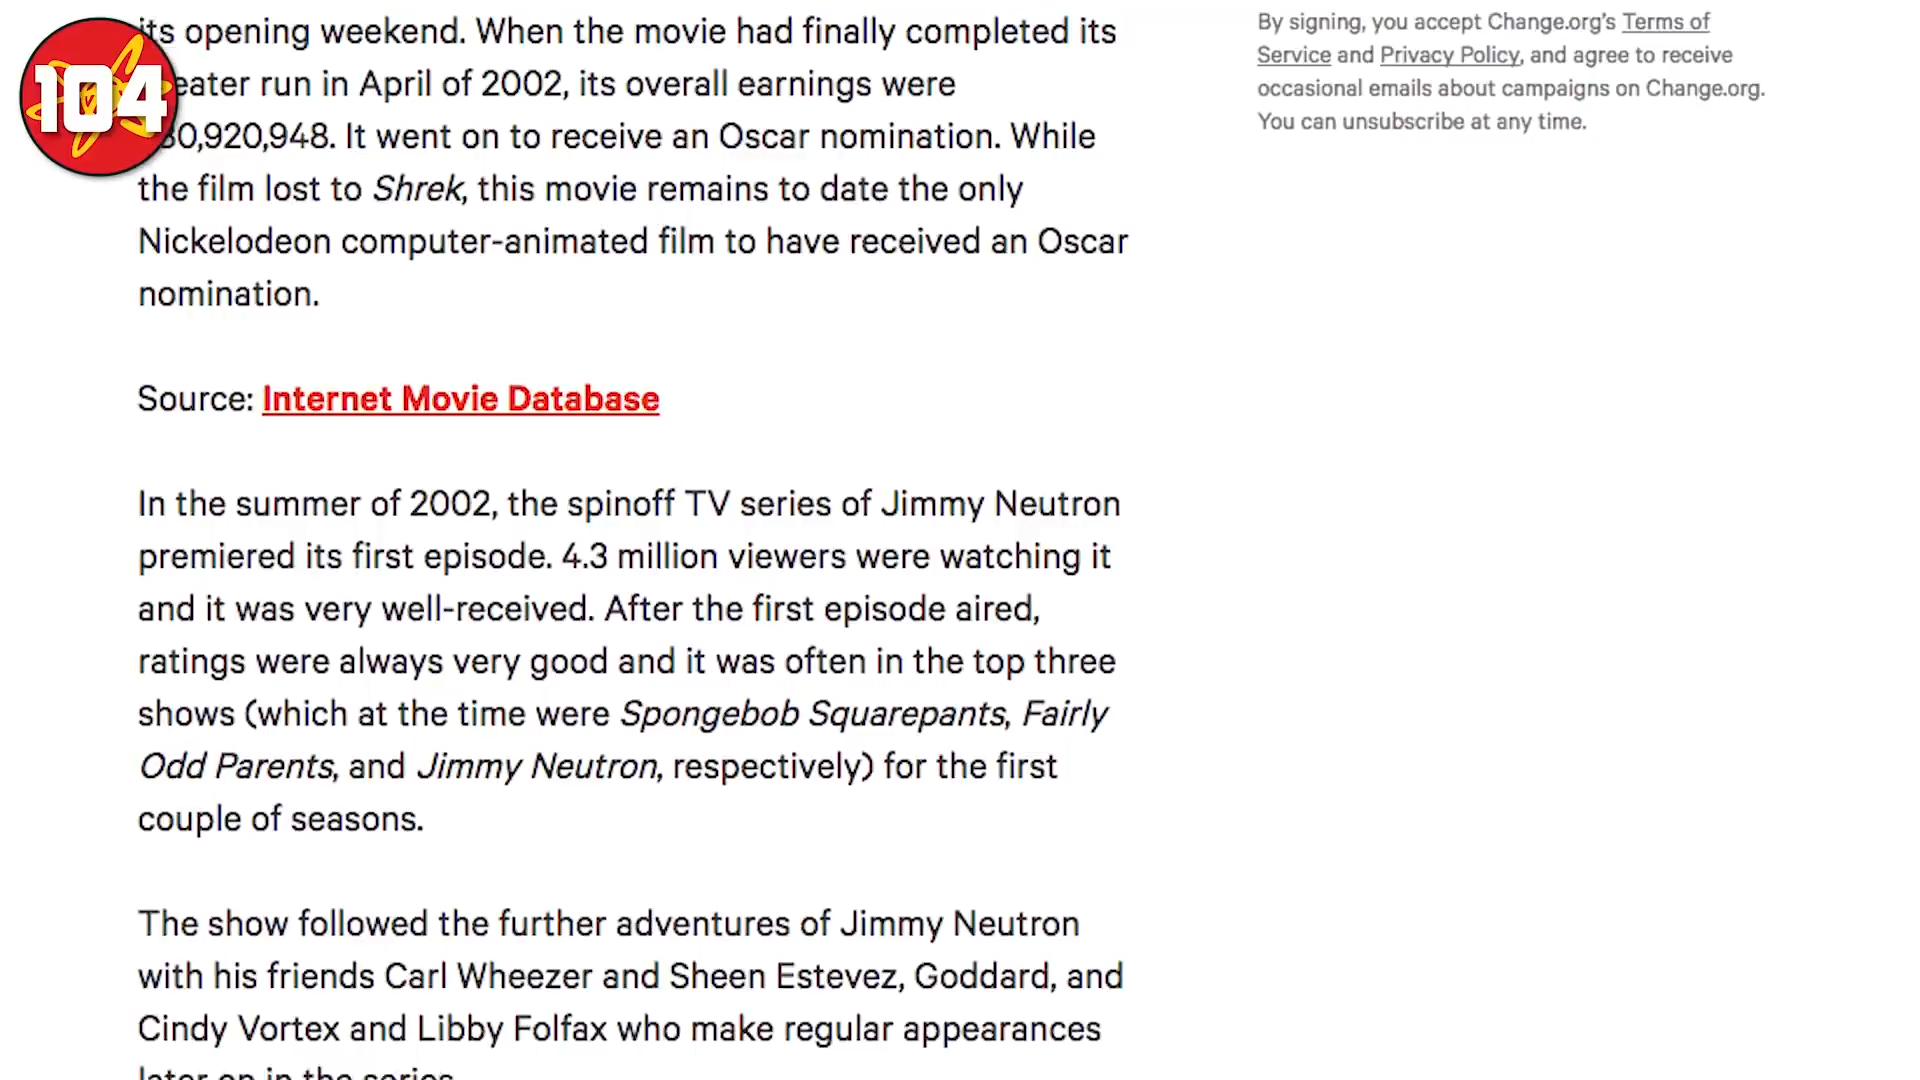 its opening weekend. When the movie had finally completed its
104
eater run in April of 2002, its overall earnings were
0,920,948. It went on to receive an Oscar nomination. While
the film lost to Shrek, this movie remains to date the only
Nickelodeon computer-animated film to have received an Oscar
nomination.
Source: Internet Movie Database
In the summer of 2002, the spinoff TV series of Jimmy Neutron
premiered its first episode. 4.3 million viewers were watching it
and it was very well-received. After the first episode aired,
ratings were always very good and it was often in the top three
shows (which at the time were Spongebob Squarepants, Fairly
Odd Parents, and Jimmy Neutron, respectively) for the first
couple of seasons.
The show followed the further adventures of Jimmy Neutron
with his friends Carl Wheezer and Sheen Estevez, Goddard, and
Cindy Vortex and Libby Folfax who make regular appearances
later on in the series.
By signing, you accept Change.org's Terms of
Service and Privacy Policy, and agree to receive
occasional emails about campaigns on Change.org.
You can unsubscribe at any time.